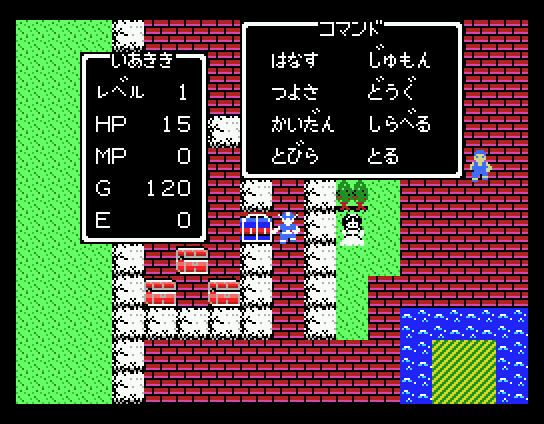 コマンド
はなす じゅもん
つよさ どうぐ
かいだん しらべる
とびら とる
いあきき
レベル 1
HP 15
MP 0
G 120
E 0